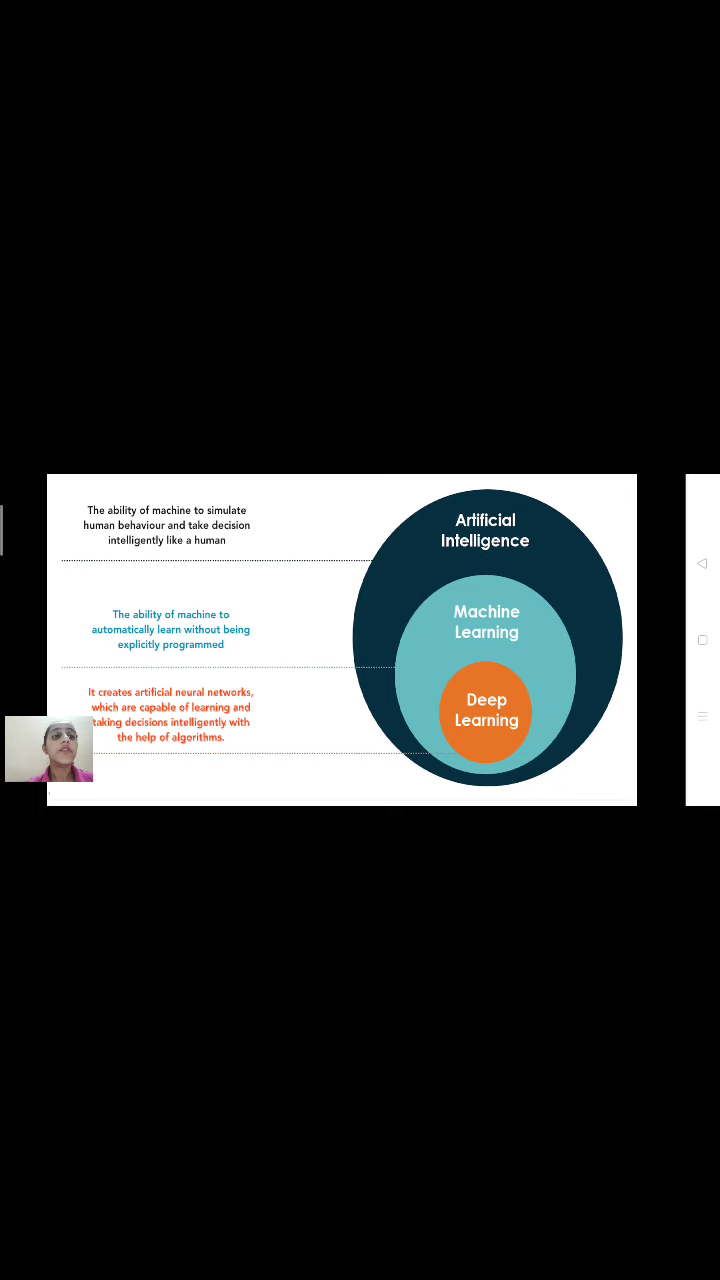 The ability of machine to simulate
human behaviour and take decision
intelligently like a human
Artificial
Intelligence
The ability of machine to
automatically learn without being
explicitly programmed
Machine
Learning
It creates artificial neural networks,
which are capable of learning and
taking decisions intelligently with
the help of algorithms.
Deep
Learning